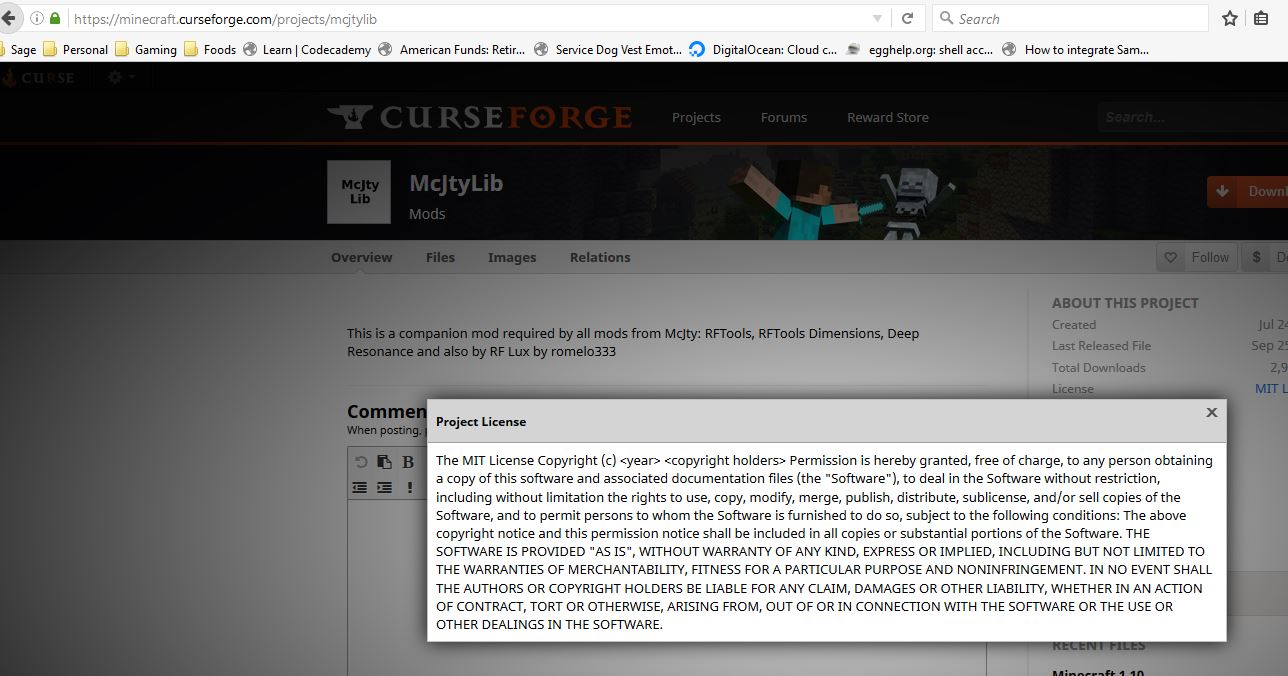 https://minecraft.curseforge.com/projects/mcjtylib
Search
Sage Personal Gaming Foods Learn | Codecademy American Funds: Retir... Service Dog Vest Emot... DigitalOcean: Cloud c... egghelp.org: shell acc... How to integrate Sam...
CURSE
CURSEFORGE Projects Forums Reward Store Search...
McJty
Lib
McJtyLib
Mods
Downl
Overview Files Images Relations
Follow $ D
This is a companion mod required by all mods from McJty: RFTools, RFTools Dimensions, Deep
Resonance and also by RF Lux by romelo333
ABOUT THIS PROJECT
Created Jul 24
Last Released File Sep 25
Total Downloads 2,9
License MIT L
Commen
When posting,
B
!
Project License
The MIT License Copyright (c) <year> <copyright holders> Permission is hereby granted, free of charge, to any person obtaining
a copy of this software and associated documentation files (the "Software"), to deal in the Software without restriction,
including without limitation the rights to use, copy, modify, merge, publish, distribute, sublicense, and/or sell copies of the
Software, and to permit persons to whom the Software is furnished to do so, subject to the following conditions: The above
copyright notice and this permission notice shall be included in all copies or substantial portions of the Software. THE
SOFTWARE IS PROVIDED "AS IS", WITHOUT WARRANTY OF ANY KIND, EXPRESS OR IMPLIED, INCLUDING BUT NOT LIMITED TO
THE WARRANTIES OF MERCHANTABILITY, FITNESS FOR A PARTICULAR PURPOSE AND NONINFRINGEMENT. IN NO EVENT SHALL
THE AUTHORS OR COPYRIGHT HOLDERS BE LIABLE FOR ANY CLAIM, DAMAGES OR OTHER LIABILITY, WHETHER IN AN ACTION
OF CONTRACT, TORT OR OTHERWISE, ARISING FROM, OUT OF OR IN CONNECTION WITH THE SOFTWARE OR THE USE OR
OTHER DEALINGS IN THE SOFTWARE.
RECENT FILES
Minecraft 1.10